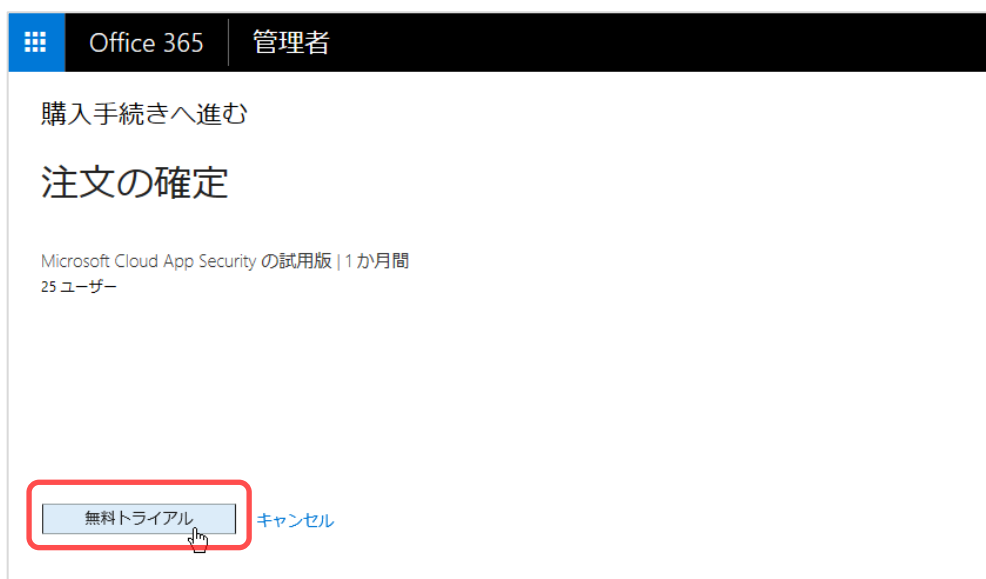 Office 365 管理者
購入手続きへ進む
注文の確定
Microsoft Cloud App Security の試用版 | 1 か月間
25 ユーザー
無料トライアル キャンセル